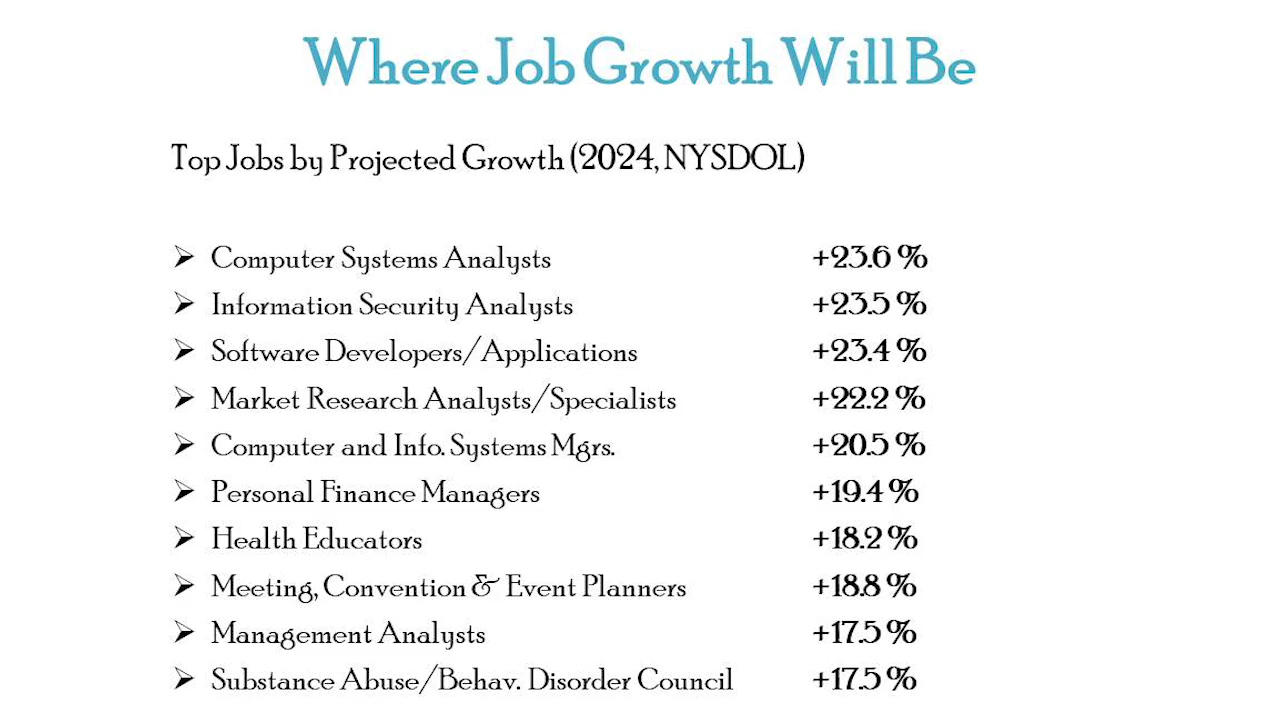 Where Job Growth Will Be
Top Jobs by Projected Growth (2024, NYSDOL)
➢ Computer Systems Analysts +23.6 %
➢ Information Security Analysts +23.5 %
➢ Software Developers/Applications +23.4 %
➢ Market Research Analysts/Specialists +22.2 %
➢ Computer and Info. Systems Mgrs. +20.5 %
➢ Personal Finance Managers +19.4 %
➢ Health Educators +18.2 %
➢ Meeting, Convention & Event Planners +18.8 %
➢ Management Analysts +17.5 %
➢ Substance Abuse/Behav. Disorder Council +17.5 %